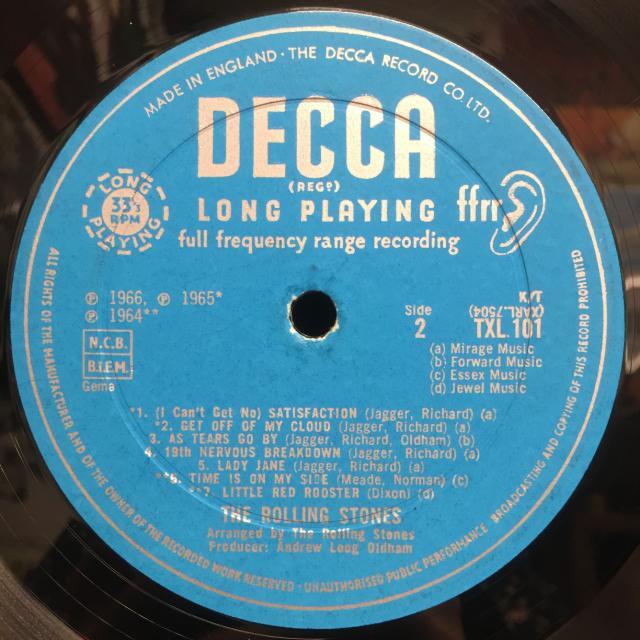 MADE IN ENGLAND · THE DECCA RECORD CO. LTD.
DECCA
(REGD)
LONG PLAYING ffrr
full frequency range recording
LONG
33⅓
RPM
PLAYING
℗ 1966, ℗ 1965*
℗ 1964**
N.C.B.
B.I.E.M.
Gema
U.K
(XARL.7504)
Side
2
TXL.101
(a) Mirage Music
(b) Forward Music
(c) Essex Music
(d) Jewel Music
*1. (I Can't Get No) SATISFACTION (Jagger, Richard) (a)
*2. GET OFF OF MY CLOUD (Jagger, Richard) (a)
3. AS TEARS GO BY (Jagger, Richard, Oldham) (b)
4. 19th NERVOUS BREAKDOWN (Jagger, Richard) (a)
5. LADY JANE (Jagger, Richard) (a)
**6. TIME IS ON MY SIDE (Meade, Norman) (c)
**7. LITTLE RED ROOSTER (Dixon) (d)
THE ROLLING STONES
Arranged by The Rolling Stones
Producer: Andrew Loog Oldham
ALL RIGHTS OF THE MANUFACTURER AND OF THE OWNER OF THE RECORDED WORK RESERVED · UNAUTHORISED PUBLIC PERFORMANCE BROADCASTING AND COPYING OF THIS RECORD PROHIBITED